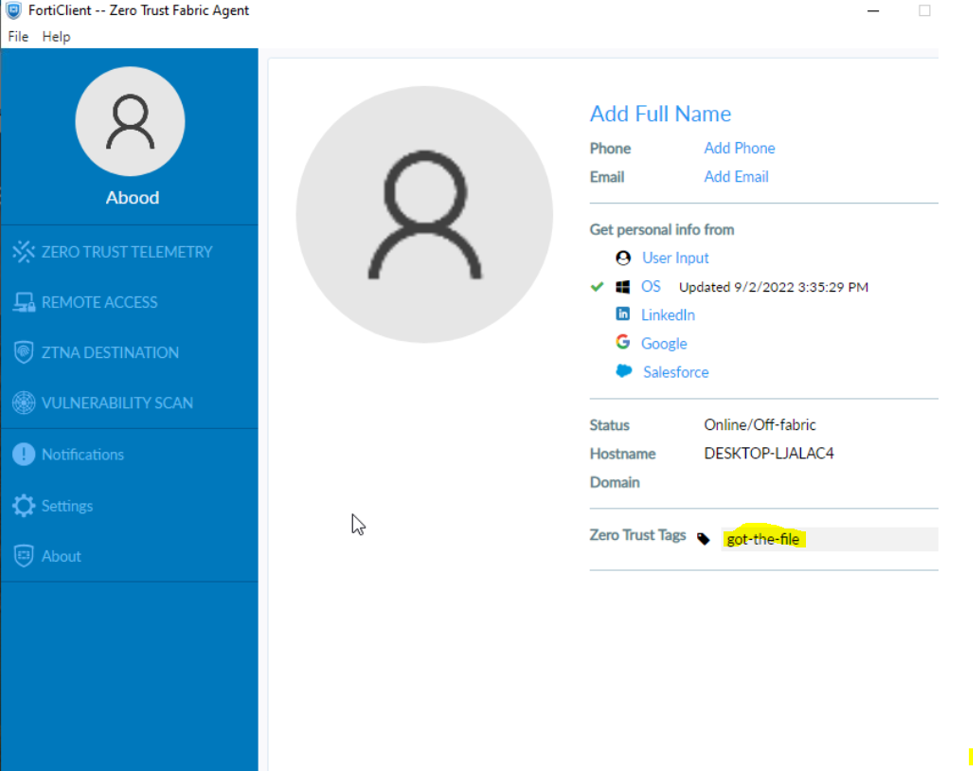 FortiClient -- Zero Trust Fabric Agent
File Help
Abood
ZERO TRUST TELEMETRY
REMOTE ACCESS
ZTNA DESTINATION
VULNERABILITY SCAN
Notifications
Settings
About
Add Full Name
Phone Add Phone
Email Add Email
Get personal info from
User Input
OS Updated 9/2/2022 3:35:29 PM
LinkedIn
Google
Salesforce
Status Online/Off-fabric
Hostname DESKTOP-LJALAC4
Domain
Zero Trust Tags got-the-file